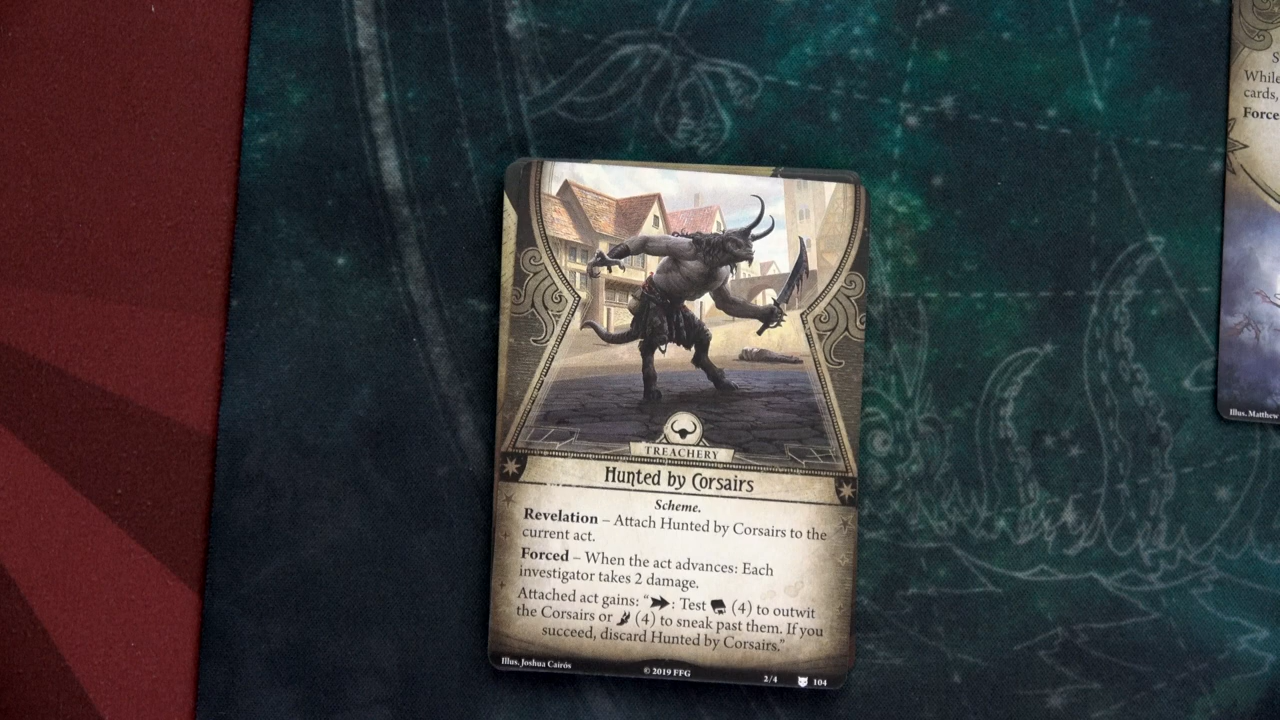 TREACHERY
Hunted by Corsairs
Scheme.
Revelation – Attach Hunted by Corsairs to the
current act.
Forced – When the act advances: Each
investigator takes 2 damage.
Attached act gains: “: Test (4) to outwit
the Corsairs or (4) to sneak past them. If you
succeed, discard Hunted by Corsairs.”
Illus. Joshua Cairós
© 2019 FFG
2/4
104
While
cards,
Force
Illus. Matthew